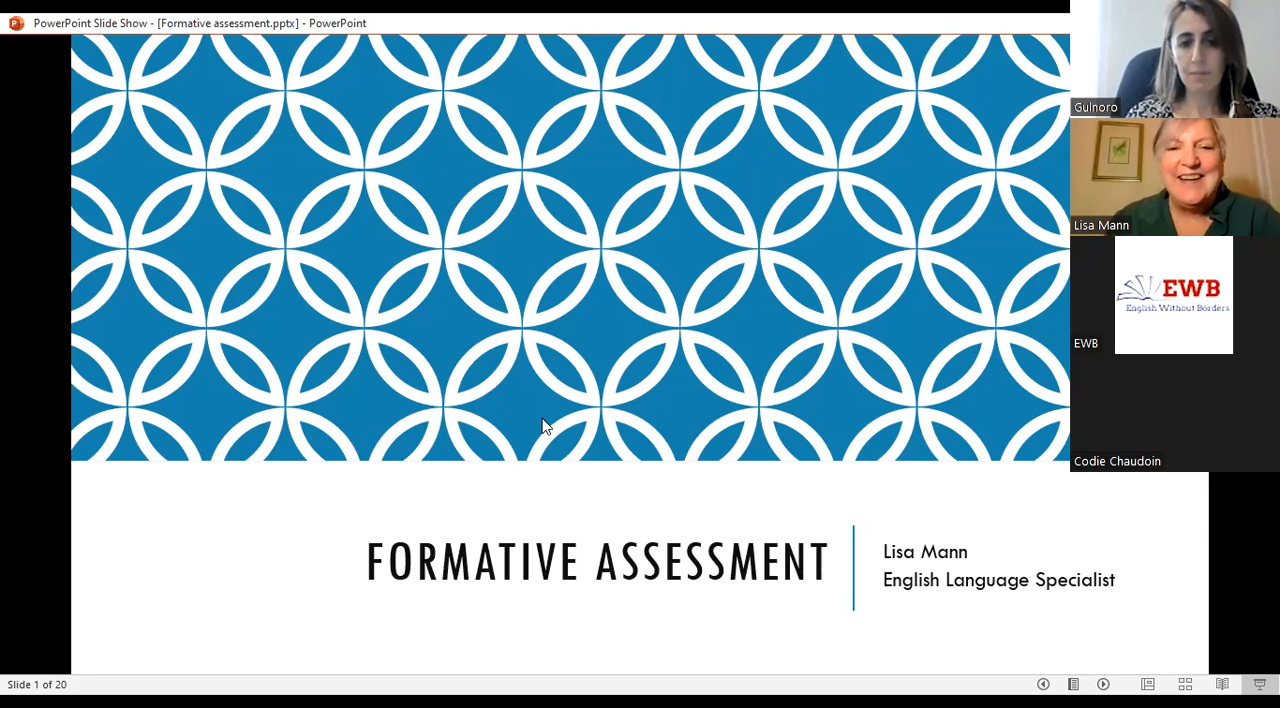 PowerPoint Slide Show - [Formative assessment.pptx] - PowerPoint
Gulnoro
Lisa Mann
EWB
English Without Borders
EWB
Codie Chaudoin
FORMATIVE ASSESSMENT
Lisa Mann
English Language Specialist
Slide 1 of 20